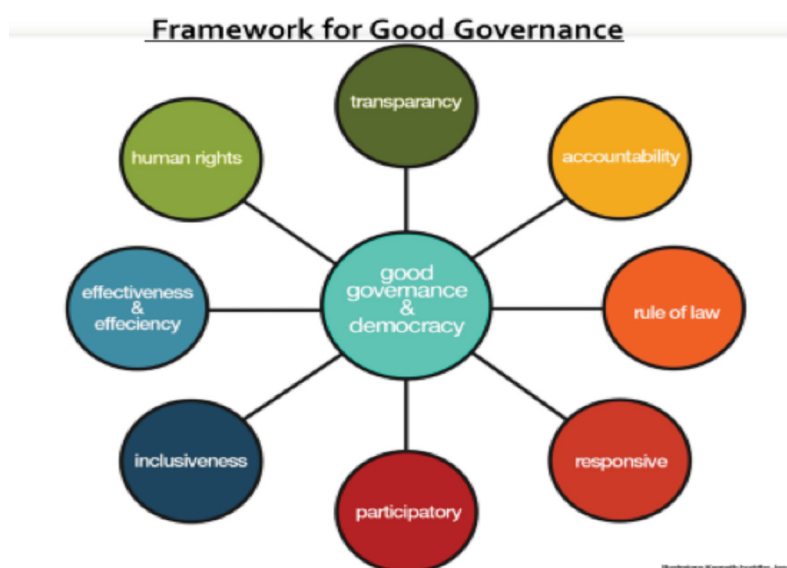 Framework for Good Governance
transparancy
accountability
rule of law
responsive
participatory
inclusiveness
effectiveness
&
effeciency
human rights
good
governance
&
democracy